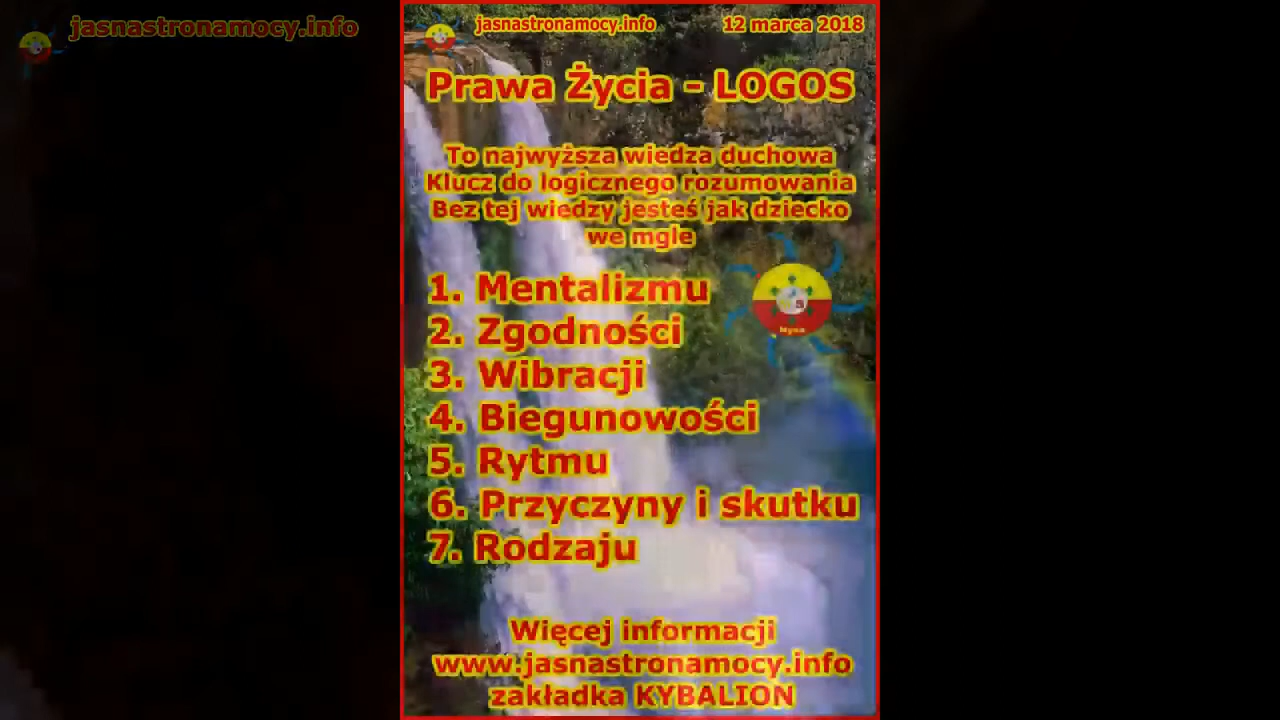 jasnastronamocy.info
jasnastronamocy.info 12 marca 2018
Prawa Życia - LOGOS
To najwyższa wiedza duchowa
Klucz do logicznego rozumowania
Bez tej wiedzy jesteś jak dziecko
we mgle
1. Mentalizmu
2. Zgodności
3. Wibracji
4. Biegunowości
5. Rytmu
6. Przyczyny i skutku
7. Rodzaju
Więcej informacji
www.jasnastronamocy.info
zakładka KYBALION